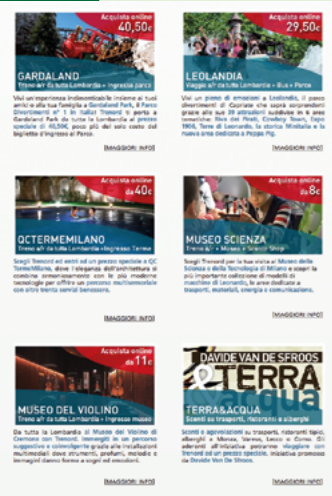 Acquista online
40,50€
GARDALAND
Treno a/r da tutta Lombardia + Ingresso parco
Vivi un'esperienza indimenticabile insieme ai tuoi
amici o alla tua famiglia a Gardaland Park, il Parco
Divertimenti n° 1 in Italia! Trenord ti porta a
Gardaland Park da tutta la Lombardia al prezzo
speciale di 40,50€, poco più del solo costo del
biglietto d'ingresso al Parco.
[MAGGIORI INFO]
Acquista online
29,50€
LEOLANDIA
Viaggio a/r da tutta Lombardia + Bus + Parco
Vivi un pieno di emozioni a Leolandia, il parco
divertimenti di Capriate che saprà sorprenderti
grazie alle sue 39 attrazioni suddivise in 6 aree
tematiche: Riva dei Pirati, Cowboy Town, Expo
1906, Terre di Leonardo, la storica Minitalia e la
nuova area dedicata a Peppa Pig.
[MAGGIORI INFO]
Acquista online
da 40€
QCTERMEMILANO
Treno a/r da tutta Lombardia +Ingresso Terme
Scegli Trenord ed entri ad un prezzo speciale a QC
TermeMilano, dove l'eleganza dell'architettura si
combina armoniosamente con le più moderne
tecnologie per offrire un percorso multisensoriale
con oltre trenta servizi benessere.
[MAGGIORI INFO]
Acquista online
da 8€
MUSEO SCIENZA
Treno a/r + Museo + Science Shop
Scegli Trenord per la tua visita al Museo della
Scienza e della Tecnologia di Milano e scopri la
più importante collezione di modelli di
macchine di Leonardo, le aree dedicate a
trasporti, materiali, energia e comunicazione.
[MAGGIORI INFO]
Acquista online
da 11€
MUSEO DEL VIOLINO
Treno a/r da tutta Lombardia + Ingresso museo
Da tutta la Lombardia al Museo del Violino di
Cremona con Trenord. Immergiti in un percorso
suggestivo e coinvolgente grazie alle installazioni
multimediali dove strumenti, profumi, melodie e
immagini danno forma a sogni ed emozioni.
[MAGGIORI INFO]
DAVIDE VAN DE SFROOS
TERRA
& acqua
TERRA&ACQUA
Sconti su trasporti, ristoranti e alberghi
Sconti e agevolazioni su trasporti, ristoranti tipici,
alberghi a Monza, Varese, Lecco e Como. Gli
aderenti all'iniziativa potranno viaggiare con
Trenord ad un prezzo speciale. Iniziativa promossa
da Davide Van De Sfroos.
[MAGGIORI INFO]